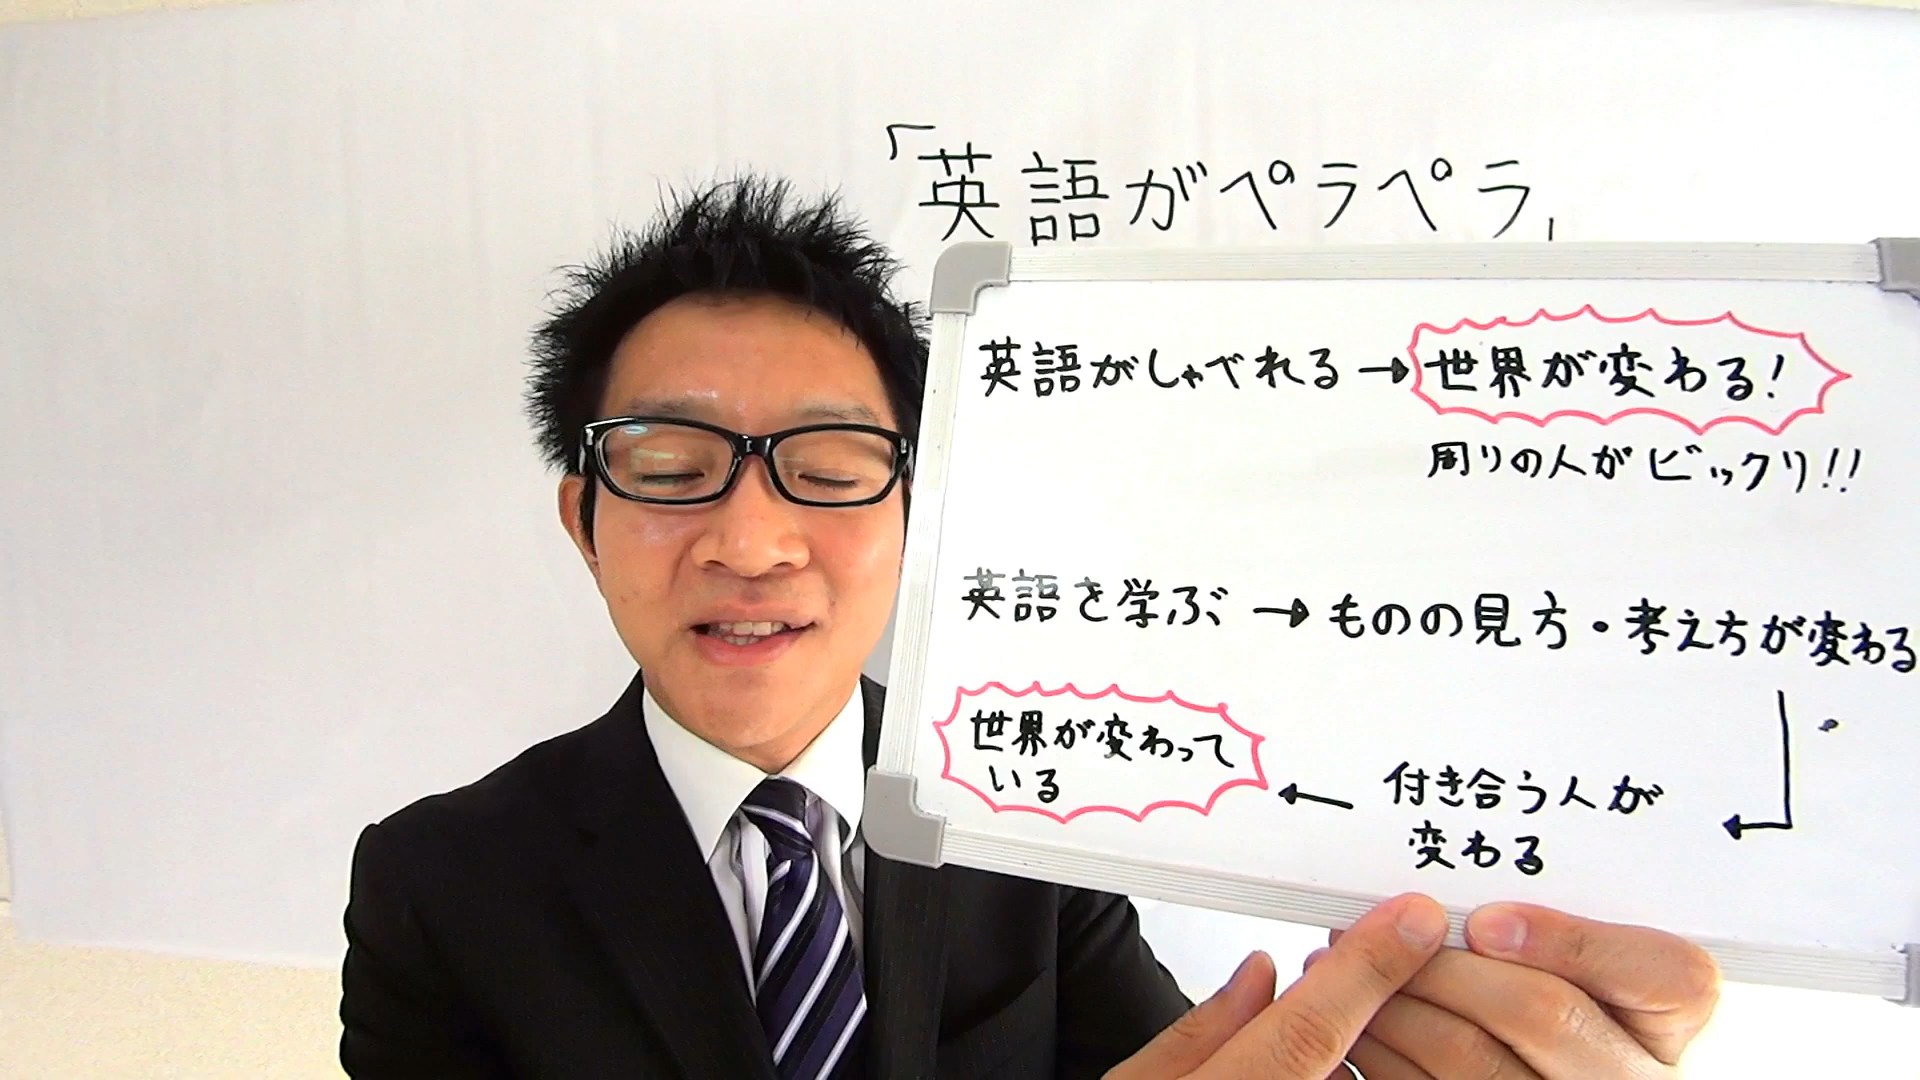 「英語がペラペラ」
英語がしゃべれる→世界が変わる!
周りの人がビックリ!!
英語を学ぶ→ものの見方・考え方が変わる
付き合う人が
変わる
←
世界が変わって
いる